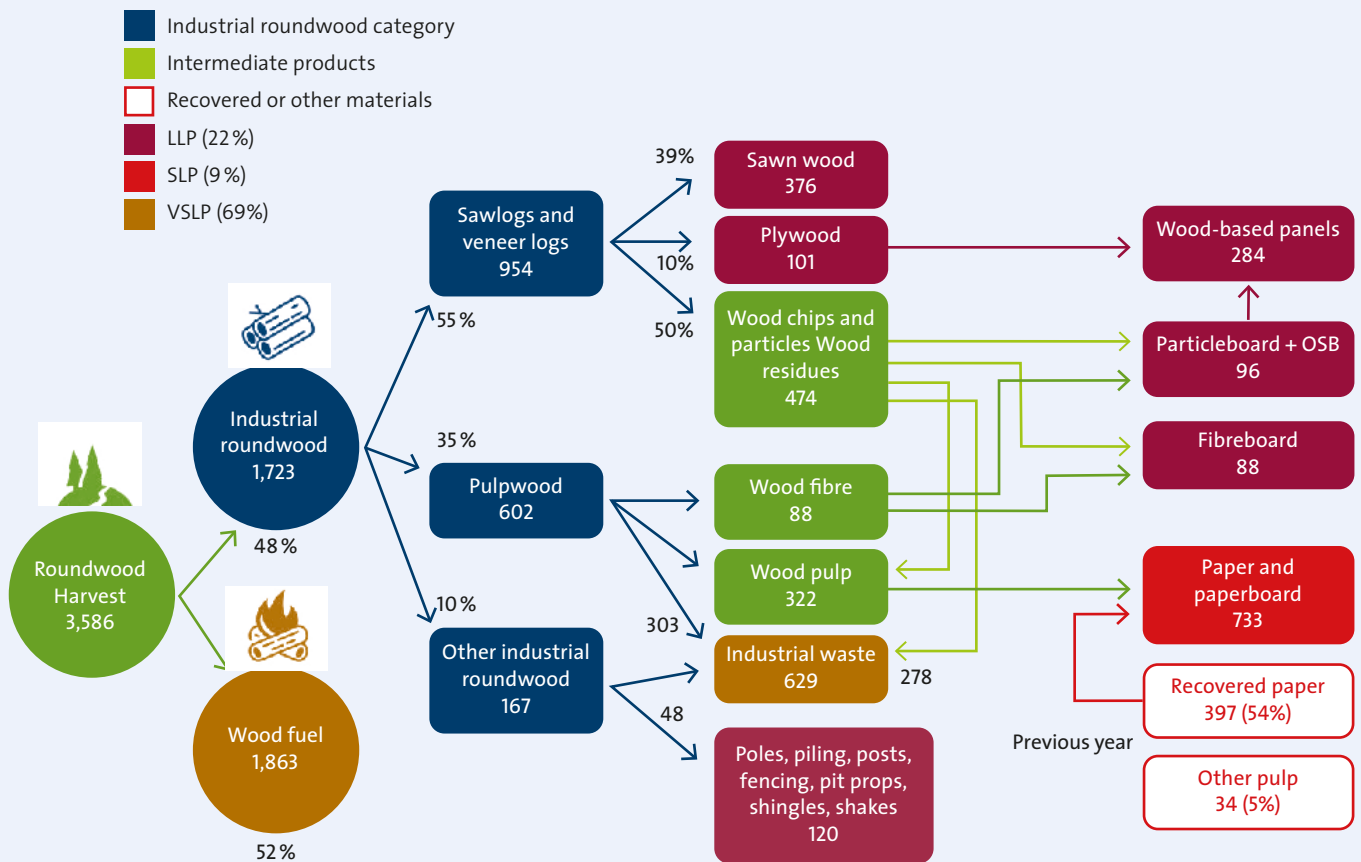 Industrial roundwood category
Intermediate products
Recovered or other materials
LLP (22 %)
SLP (9 %)
VSLP (69%)
Roundwood
Harvest
3,586
48 %
Industrial
roundwood
1,723
Wood fuel
1,863
52 %
55 %
35 %
10 %
Sawlogs and
veneer logs
954
Pulpwood
602
Other industrial
roundwood
167
39%
10%
50%
303
48
Sawn wood
376
Plywood
101
Wood chips and
particles Wood
residues
474
Wood fibre
88
Wood pulp
322
Industrial waste
629
278
Poles, piling, posts,
fencing, pit props,
shingles, shakes
120
Wood-based panels
284
Particleboard + OSB
96
Fibreboard
88
Paper and
paperboard
733
Recovered paper
397 (54%)
Previous year
Other pulp
34 (5%)